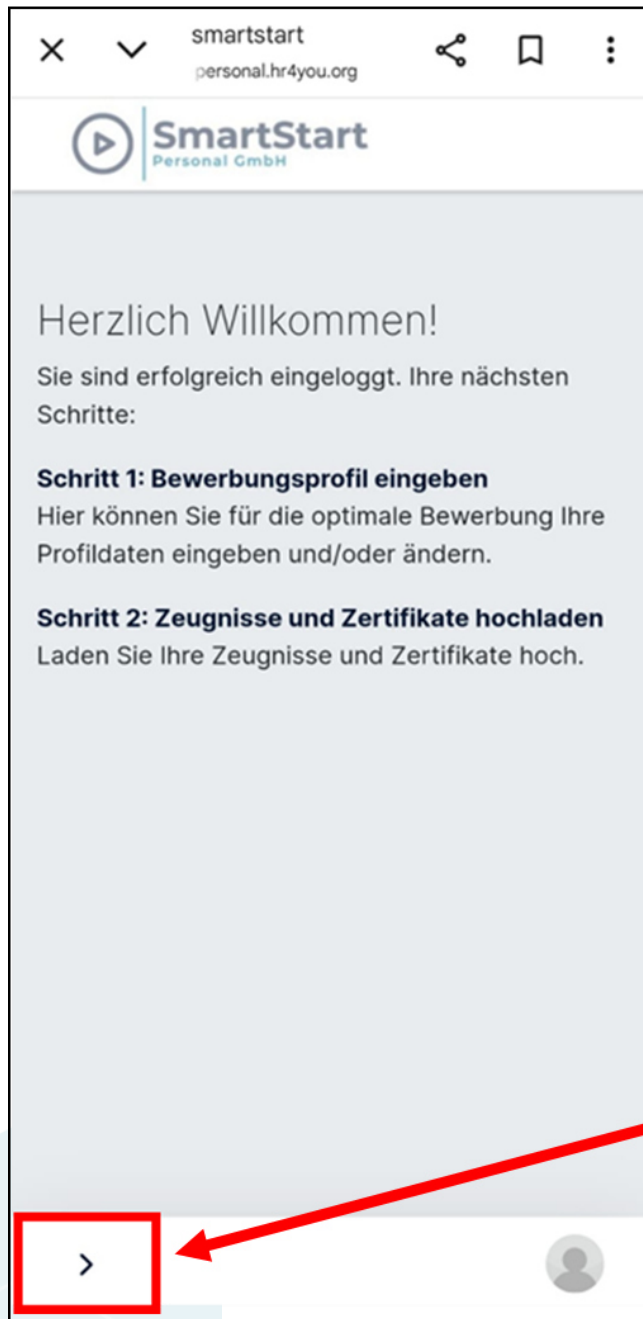 smartstart
personal.hr4you.org
SmartStart
Personal GmbH
Herzlich Willkommen!
Sie sind erfolgreich eingeloggt. Ihre nächsten
Schritte:
Schritt 1: Bewerbungsprofil eingeben
Hier können Sie für die optimale Bewerbung Ihre
Profildaten eingeben und/oder ändern.
Schritt 2: Zeugnisse und Zertifikate hochladen
Laden Sie Ihre Zeugnisse und Zertifikate hoch.